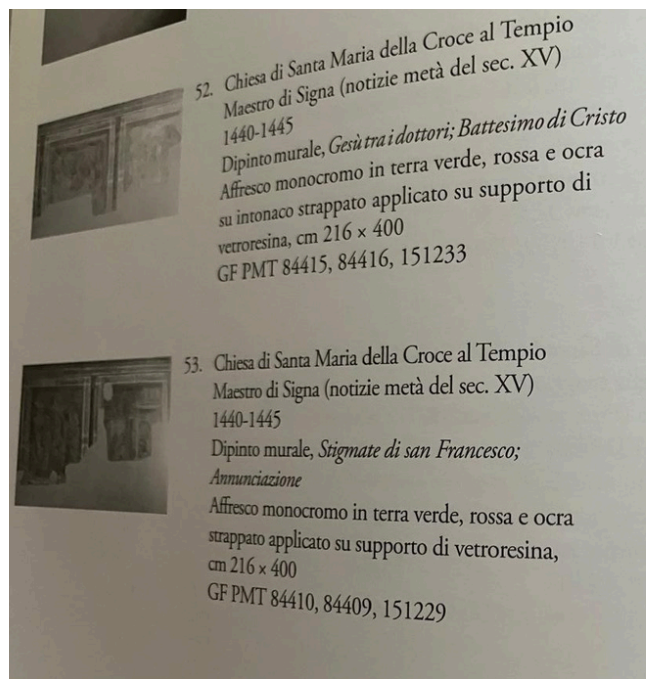 52. Chiesa di Santa Maria della Croce al Tempio
Maestro di Signa (notizie metà del sec. XV)
1440-1445
Dipinto murale, Gesù tra i dottori; Battesimo di Cristo
Affresco monocromo in terra verde, rossa e ocra
su intonaco strappato applicato su supporto di
vetroresina, cm 216 × 400
GF PMT 84415, 84416, 151233
53. Chiesa di Santa Maria della Croce al Tempio
Maestro di Signa (notizie metà del sec. XV)
1440-1445
Dipinto murale, Stigmate di san Francesco;
Annunciazione
Affresco monocromo in terra verde, rossa e ocra
strappato applicato su supporto di vetroresina,
cm 216 × 400
GF PMT 84410, 84409, 151229